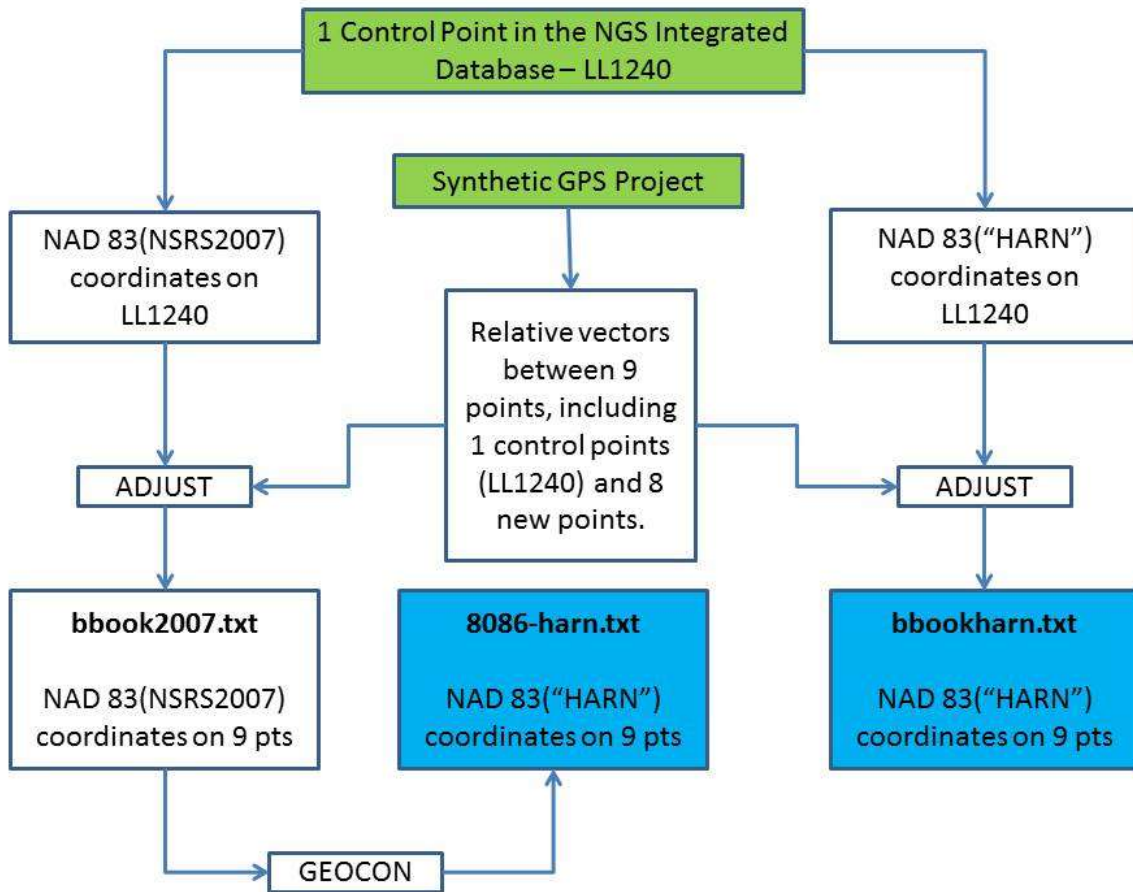 1 Control Point in the NGS Integrated
Database – LL1240
Synthetic GPS Project
NAD 83(NSRS2007)
coordinates on
LL1240
Relative vectors
between 9
points, including
1 control points
(LL1240) and 8
new points.
NAD 83(“HARN”)
coordinates on
LL1240
ADJUST
ADJUST
bbook2007.txt
NAD 83(NSRS2007)
coordinates on 9 pts
8086-harn.txt
NAD 83(“HARN”)
coordinates on 9 pts
bbookharn.txt
NAD 83(“HARN”)
coordinates on 9 pts
GEOCON